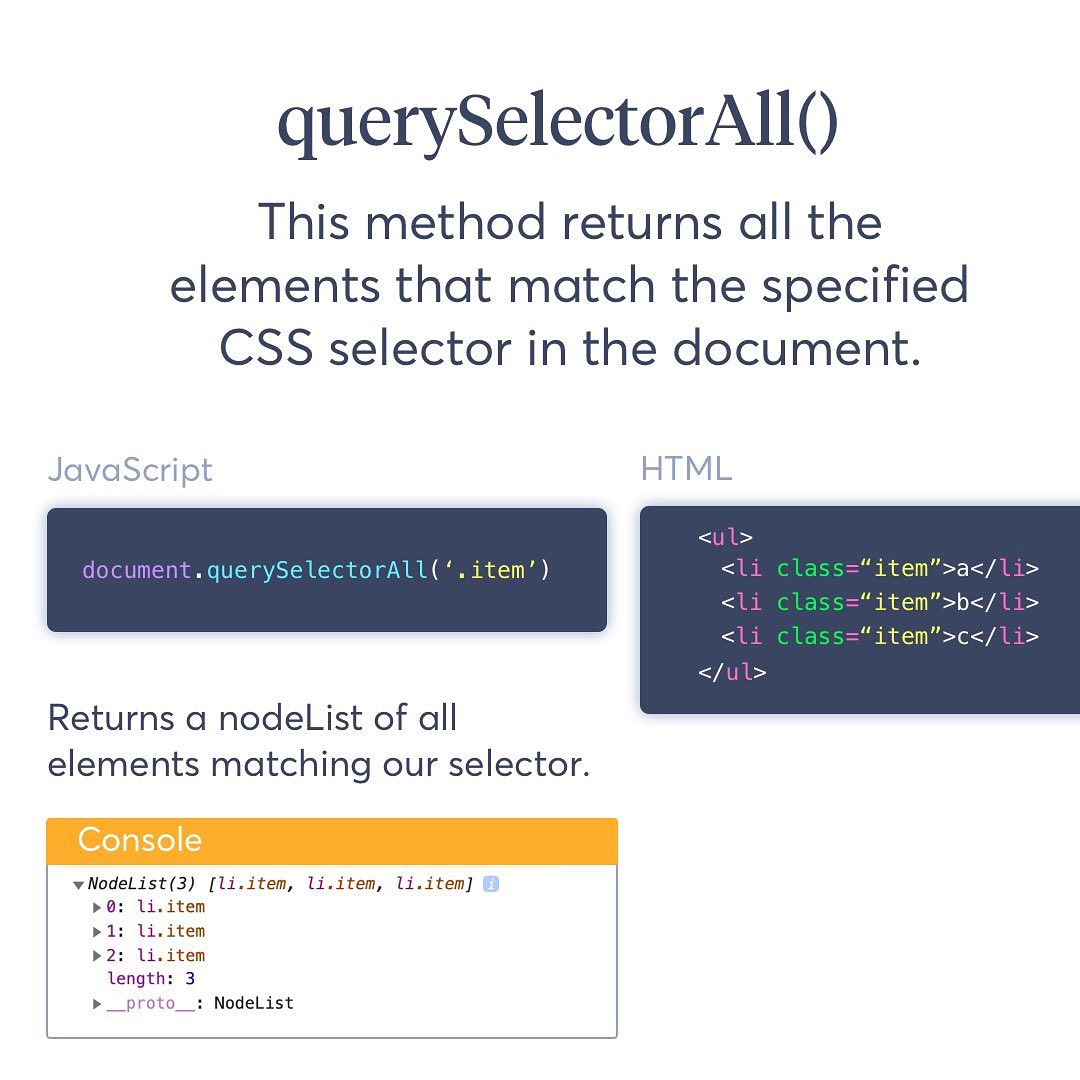 querySelectorAll()
This method returns all the
elements that match the specified
CSS selector in the document.
JavaScript
document.querySelectorAll(‘.item’)
HTML
<ul>
<li class=“item”>a</li>
<li class=“item”>b</li>
<li class=“item”>c</li>
</ul>
Returns a nodeList of all
elements matching our selector.
Console
▼NodeList(3) [li.item, li.item, li.item] i
▶0: li.item
▶1: li.item
▶2: li.item
length: 3
▶__proto__: NodeList